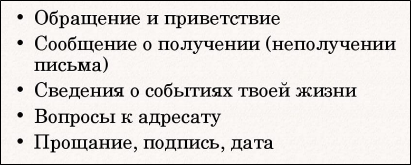 • Обращение и приветствие
• Сообщение о получении (неполучении
письма)
• Сведения о событиях твоей жизни
• Вопросы к адресату
• Прощание, подпись, дата